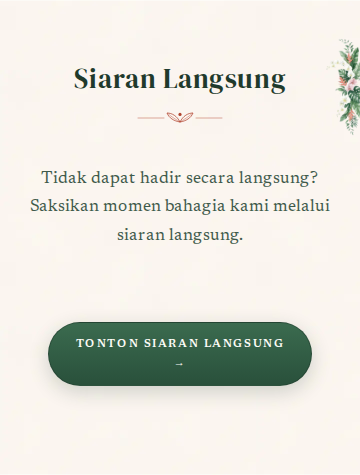 Siaran Langsung
Tidak dapat hadir secara langsung?
Saksikan momen bahagia kami melalui
siaran langsung.
TONTON SIARAN LANGSUNG
→